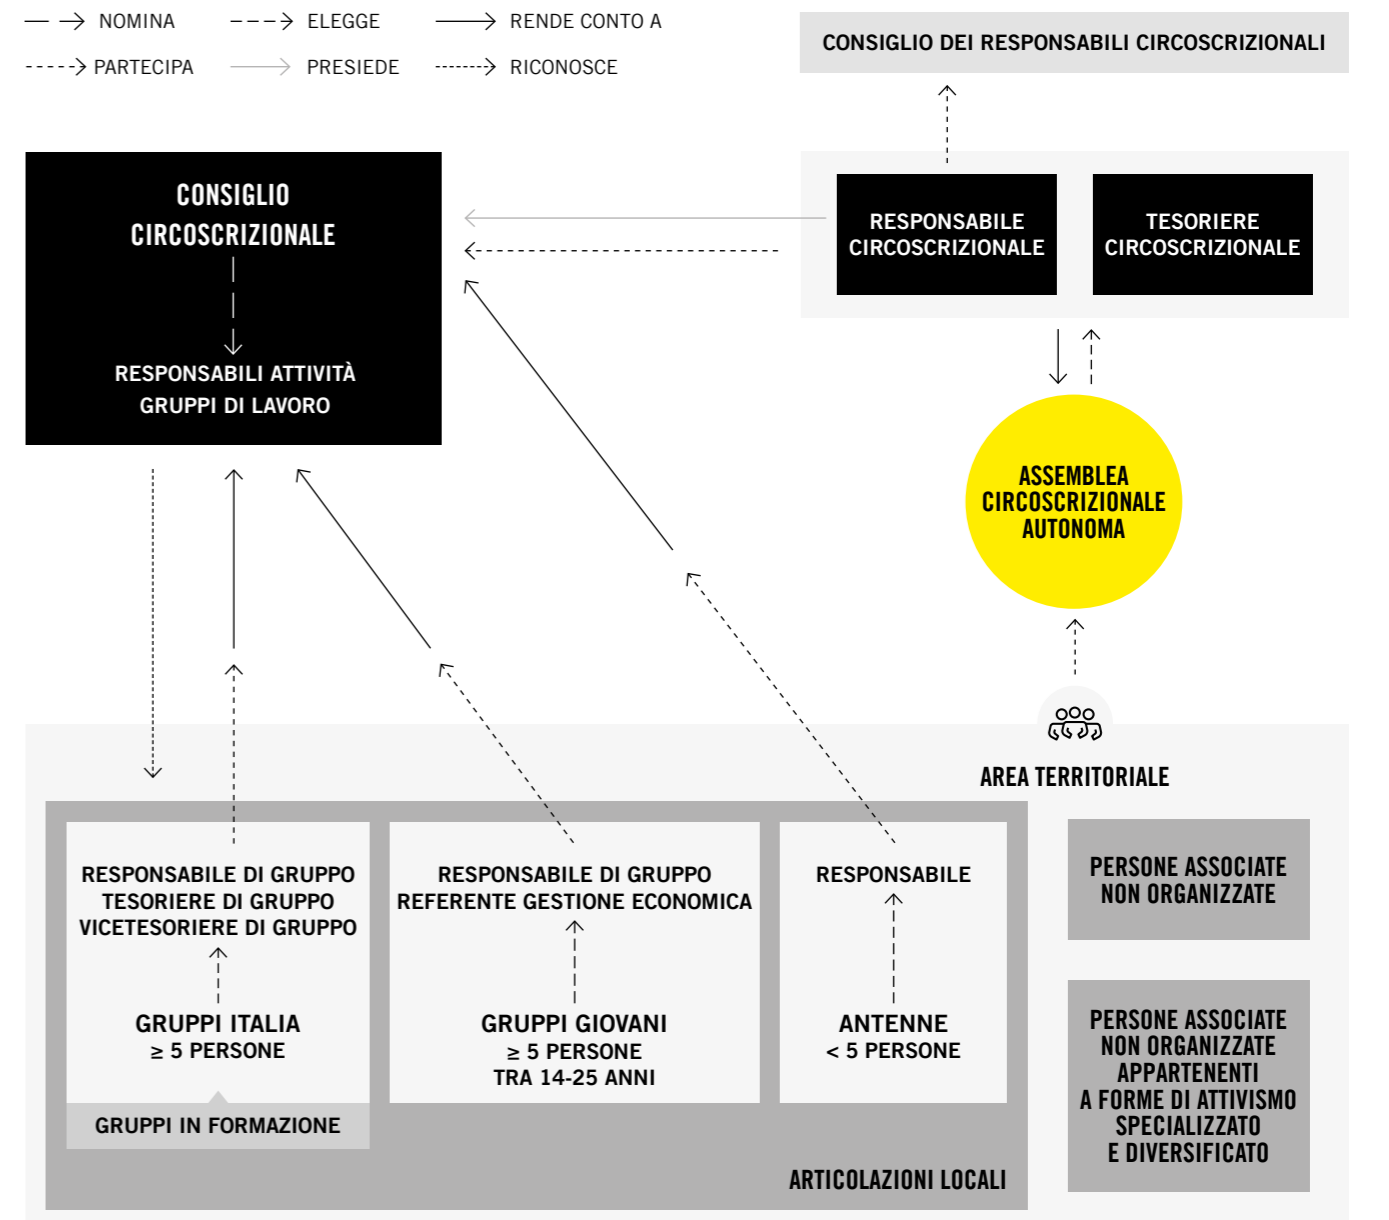 NOMINA
ELEGGE
RENDE CONTO A
PARTECIPA
PRESIEDE
RICONOSCE
CONSIGLIO DEI RESPONSABILI CIRCOSCRIZIONALI
CONSIGLIO
CIRCOSCRIZIONALE
RESPONSABILI ATTIVITÀ
GRUPPI DI LAVORO
RESPONSABILE
CIRCOSCRIZIONALE
TESORIERE
CIRCOSCRIZIONALE
ASSEMBLEA
CIRCOSCRIZIONALE
AUTONOMA
AREA TERRITORIALE
RESPONSABILE DI GRUPPO
TESORIERE DI GRUPPO
VICETESORIERE DI GRUPPO
GRUPPI ITALIA
≥ 5 PERSONE
GRUPPI IN FORMAZIONE
RESPONSABILE DI GRUPPO
REFERENTE GESTIONE ECONOMICA
GRUPPI GIOVANI
≥ 5 PERSONE
TRA 14-25 ANNI
RESPONSABILE
ANTENNE
< 5 PERSONE
ARTICOLAZIONI LOCALI
PERSONE ASSOCIATE
NON ORGANIZZATE
PERSONE ASSOCIATE
NON ORGANIZZATE
APPARTENENTI
A FORME DI ATTIVISMO
SPECIALIZZATO
E DIVERSIFICATO